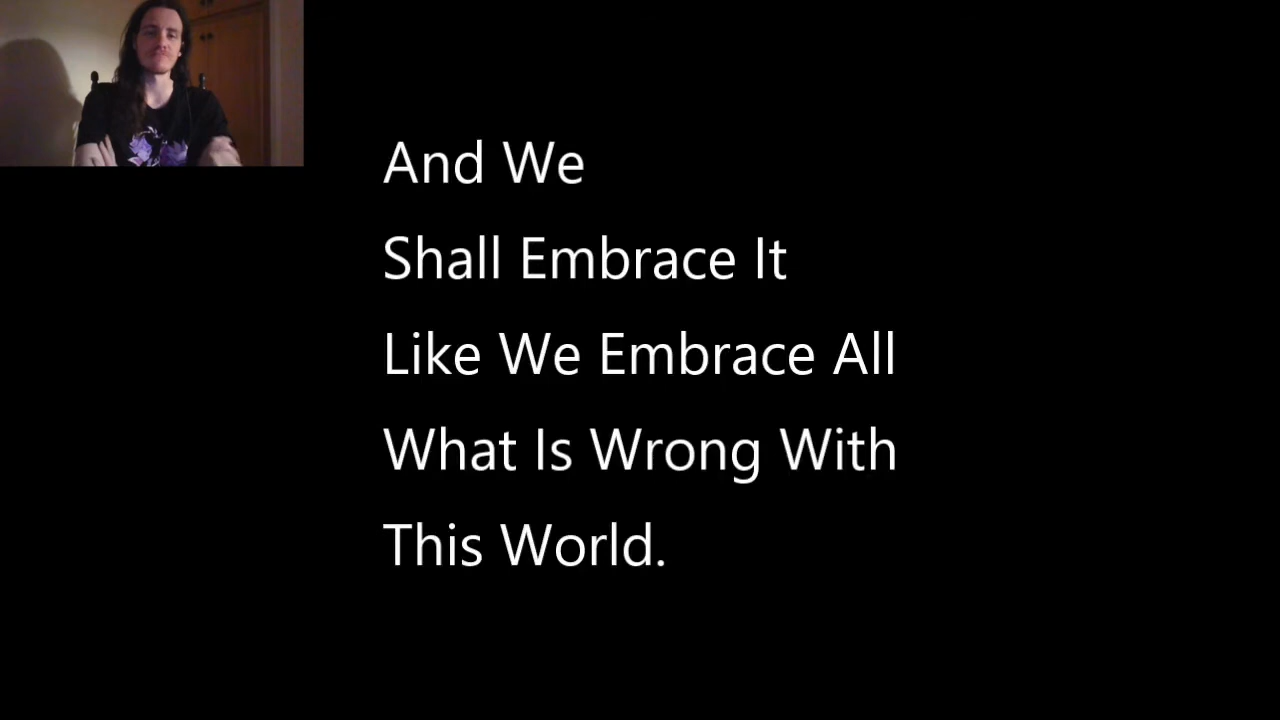 And We
Shall Embrace It
Like We Embrace All
What Is Wrong With
This World.